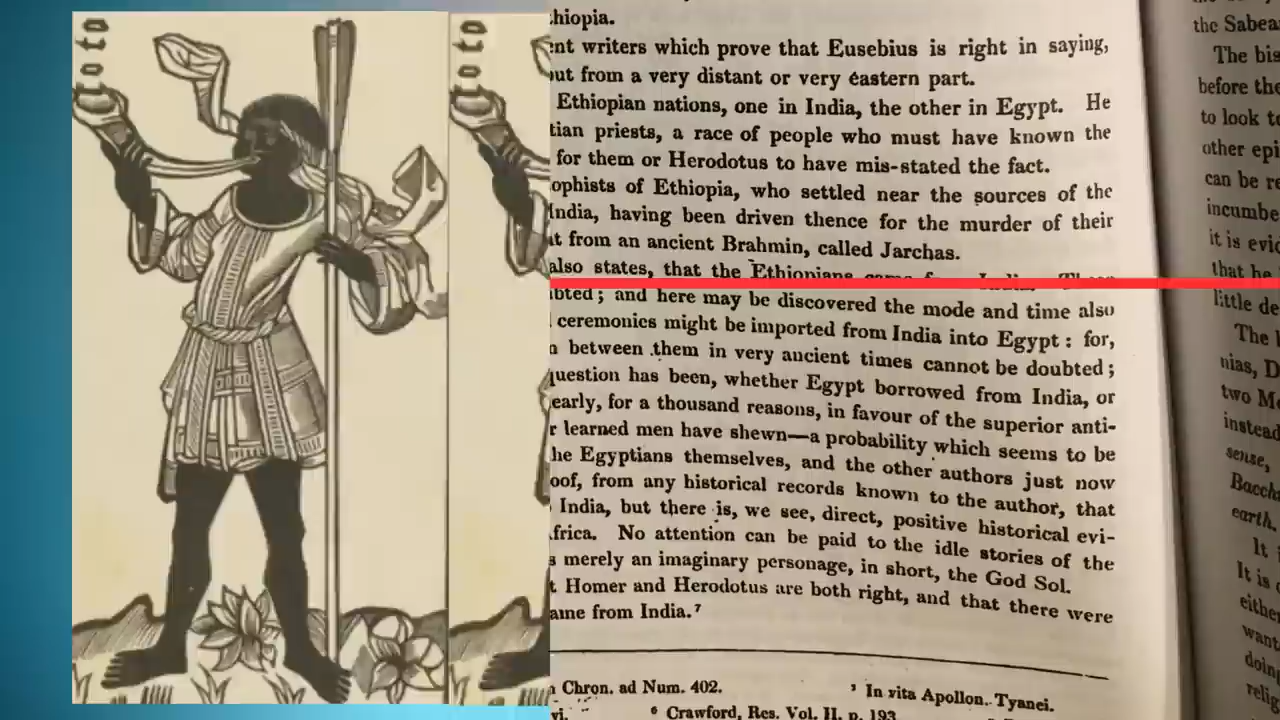 hiopia.
nt writers which prove that Eusebius is right in saying,
ut from a very distant or very eastern part.
Ethiopian nations, one in India, the other in Egypt. He
tian priests, a race of people who must have known the
for them or Herodotus to have mis-stated the fact.
ophists of Ethiopia, who settled near the sources of the
India, having been driven thence for the murder of their
t from an ancient Brahmin, called Jarchas.
also states, that the Ethiopians
bted; and here may be discovered the mode and time also
ceremonics might be imported from India into Egypt: for,
between them in very ancient times cannot be doubted;
question has been, whether Egypt borrowed from India, or
early, for a thousand reasons, in favour of the superior anti-
r learned men have shewn—a probability which seems to be
he Egyptians themselves, and the other authors just now
oof, from any historical records known to the author, that
India, but there is, we see, direct, positive historical evi-
frica. No attention can be paid to the idle stories of the
s merely an imaginary personage, in short, the God Sol.
t Homer and Herodotus are both right, and that there were
ame from India.⁷
Chron. ad Num. 402. ³ In vita Apollon. Tyanei.
vi. ⁶ Crawford, Res. Vol. II. p. 193
the Sabea
The bis
before the
to look to
other epi
can be re
incumbe
it is evid
that he
little de
The
nias, D
two M
instead
sense,
Bacch
earth.
It
It is
either
want
doing
relig